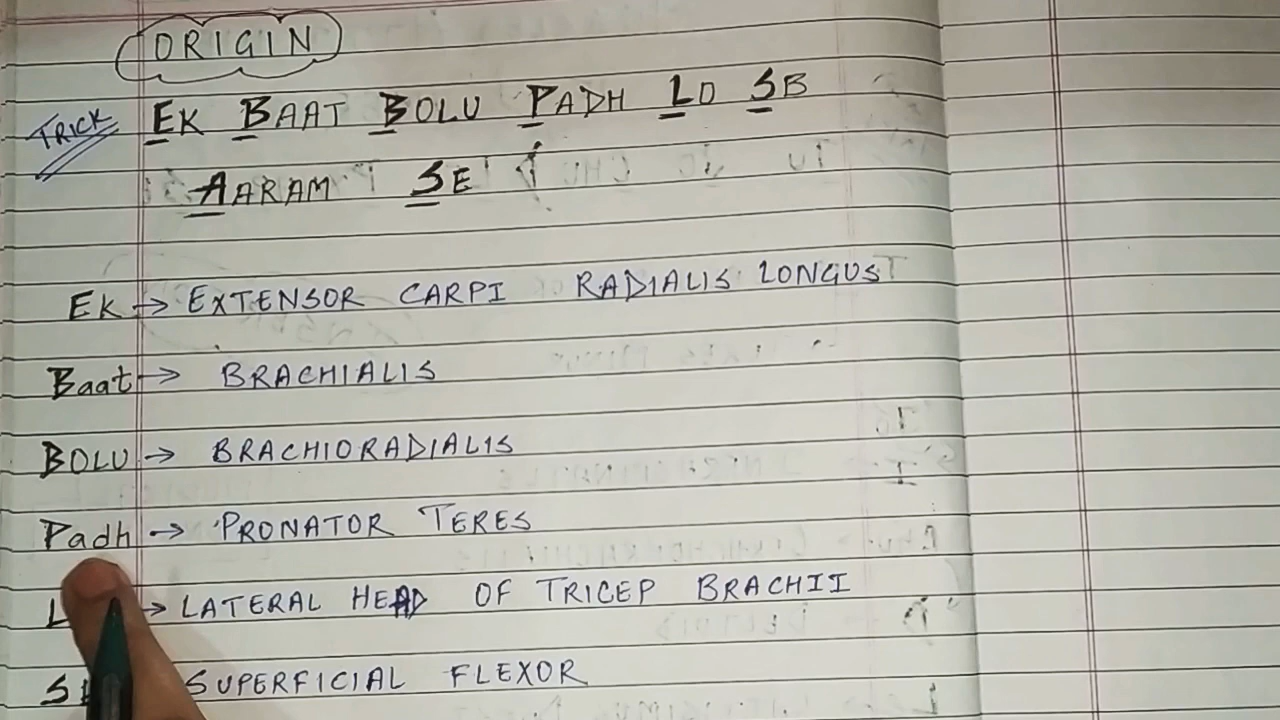 ORIGIN
TRICK EK BAAT BOLU PADH LO SB
AARAM SE
EK → EXTENSOR CARPI RADIALIS LONGUS
Baat → BRACHIALIS
BOLU → BRACHIORADIALIS
Padh → PRONATOR TERES
L → LATERAL HEAD OF TRICEP BRACHII
SUPERFICIAL FLEXOR